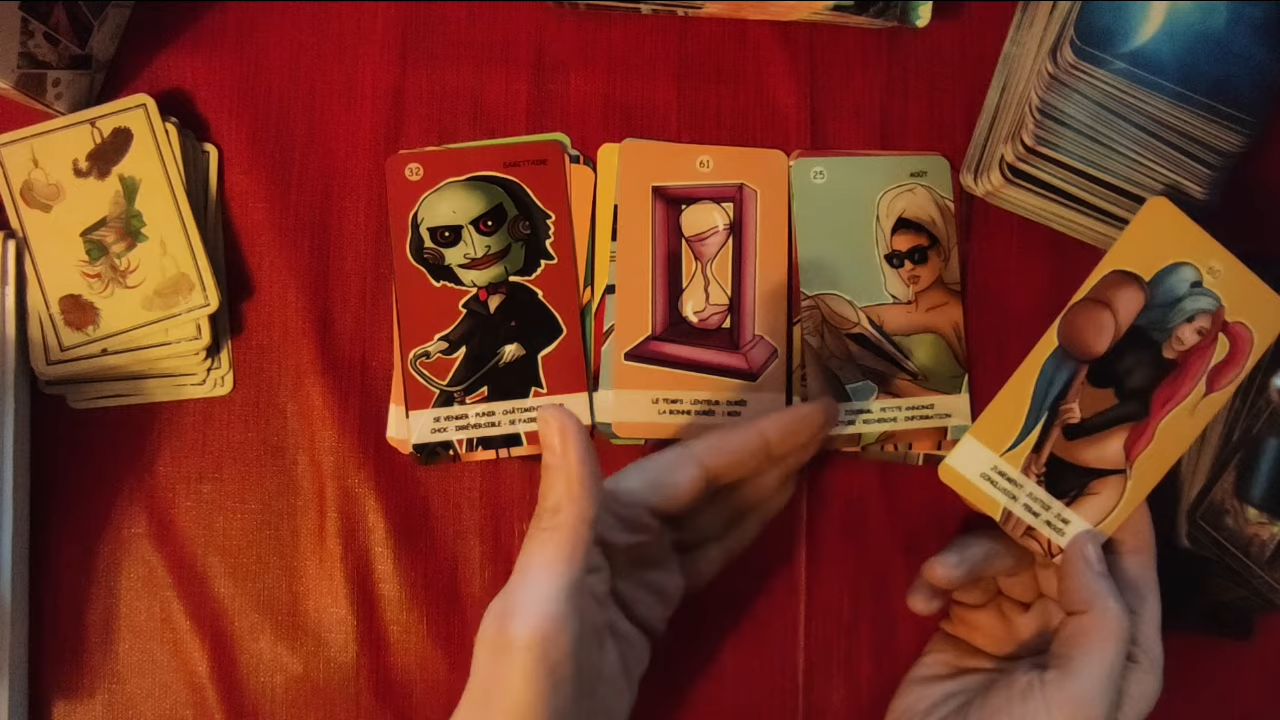 32
SAGITTAIRE
SE VENGER · PUNIR · CHÂTIMENT
CHOC · IRRÉVERSIBLE · SE FAIRE
61
LE TEMPS · LENTEUR · DURÉE
LA BONNE DURÉE · 1 MOIS
25
AOÛT
JOURNAL · PETITE ANNONCE
RECHERCHE · INFORMATION
60
JUGEMENT · JUSTICE · JUGE
CONCLUSION · FERME · PROCÈS